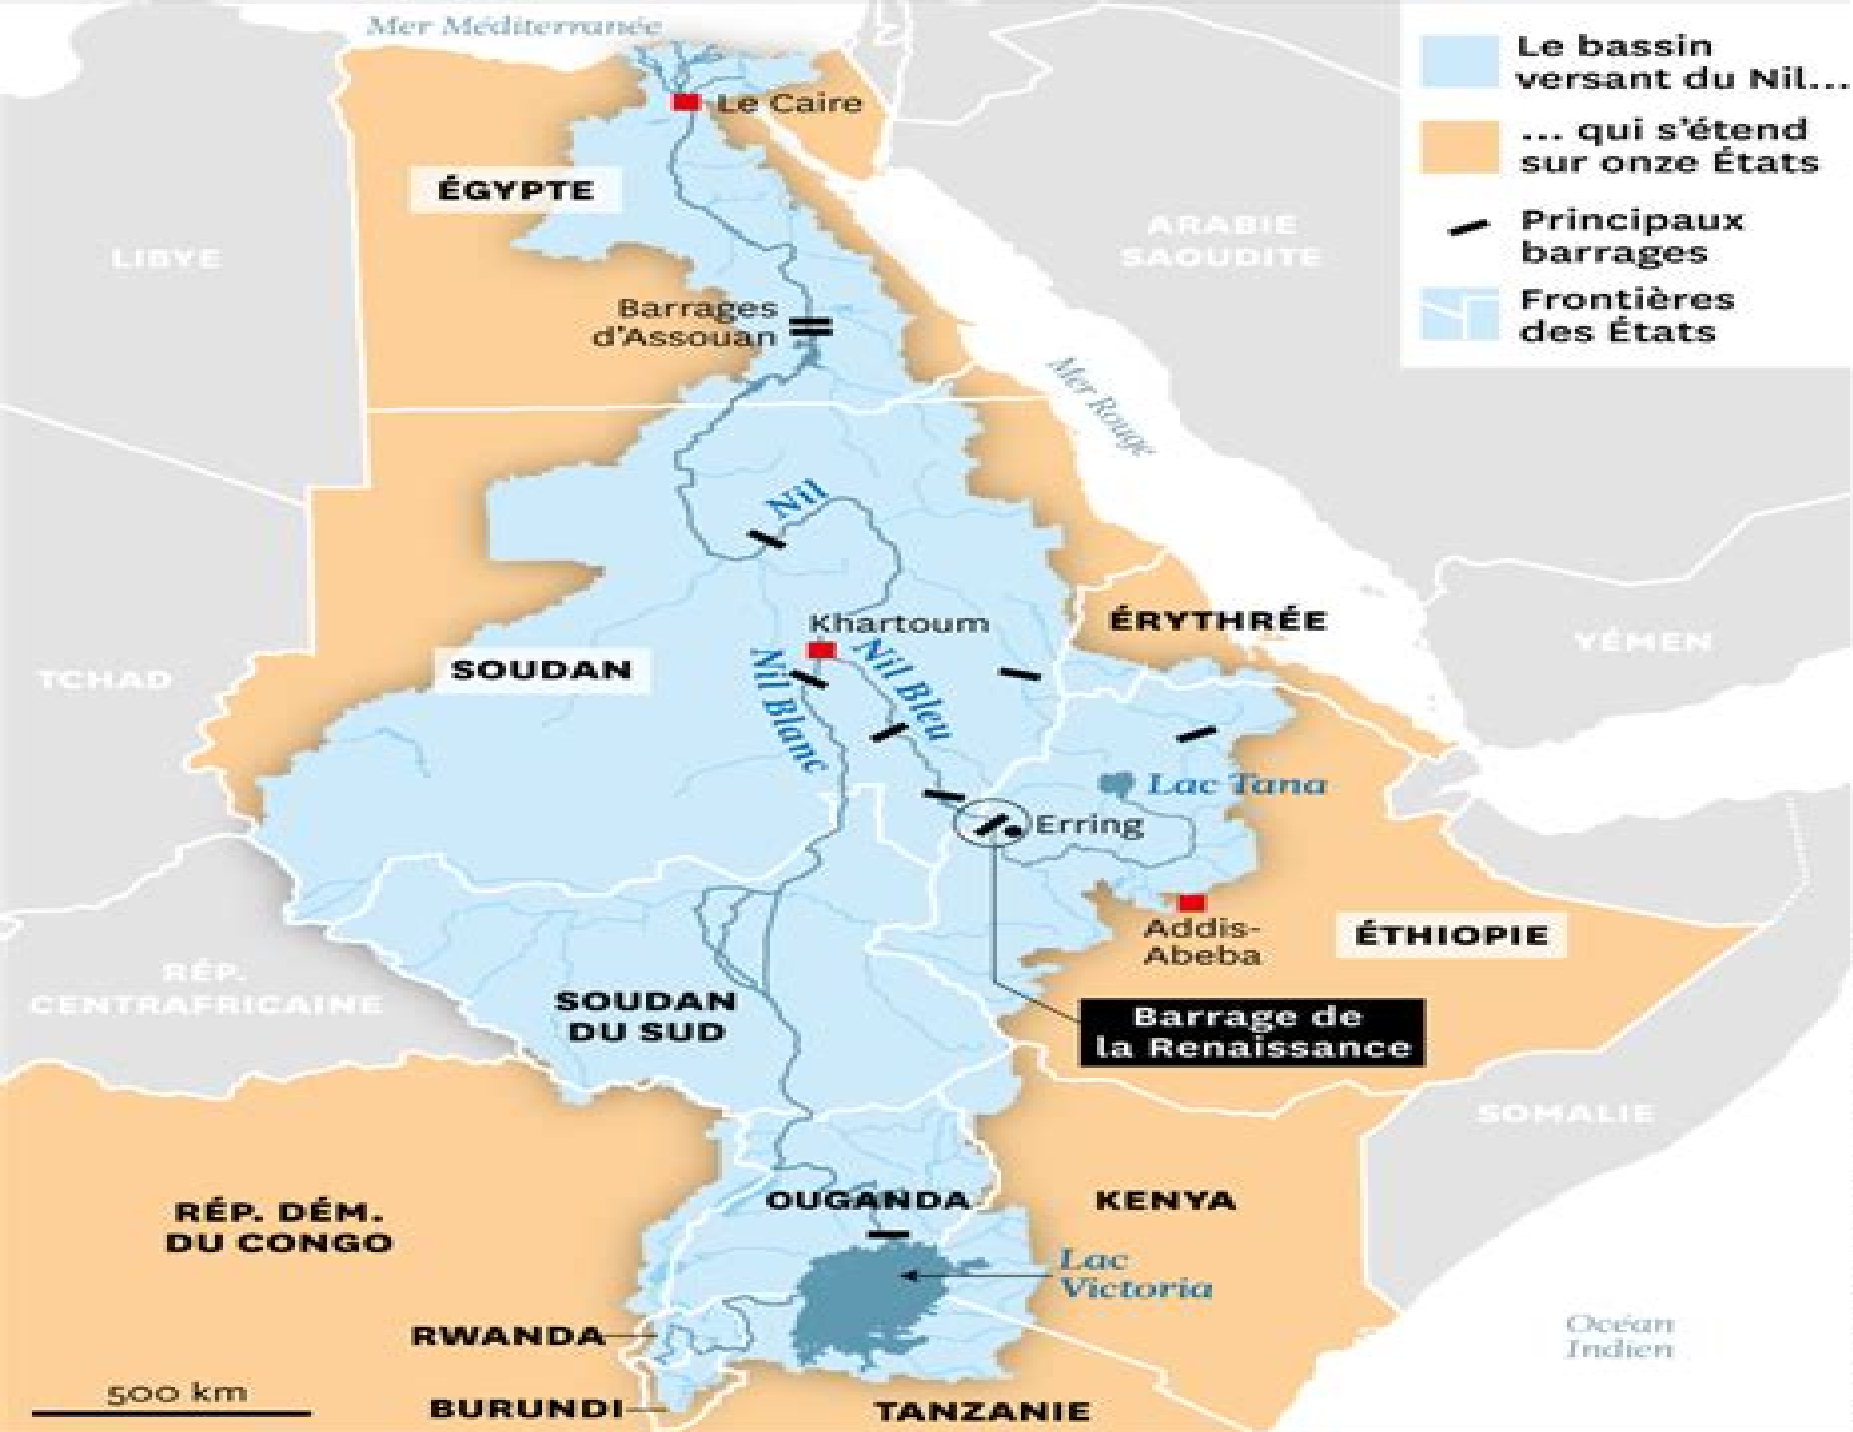 Mer Méditerranée
Le bassin
versant du Nil...
... qui s'étend
sur onze États
Principaux
barrages
Frontières
des États
Le Caire
ÉGYPTE
LIBYE
ARABIE
SAOUDITE
Barrages
d'Assouan
Mer Rouge
Nil
Khartoum
ÉRYTHRÉE
YÉMEN
SOUDAN
TCHAD
Nil Blanc
Nil Bleu
Lac Tana
Erring
Addis-
Abeba
ÉTHIOPIE
RÉP.
CENTRAFRICAINE
SOUDAN
DU SUD
Barrage de
la Renaissance
SOMALIE
RÉP. DÉM.
DU CONGO
OUGANDA
KENYA
Lac
Victoria
RWANDA
Océan
Indien
500 km
BURUNDI
TANZANIE